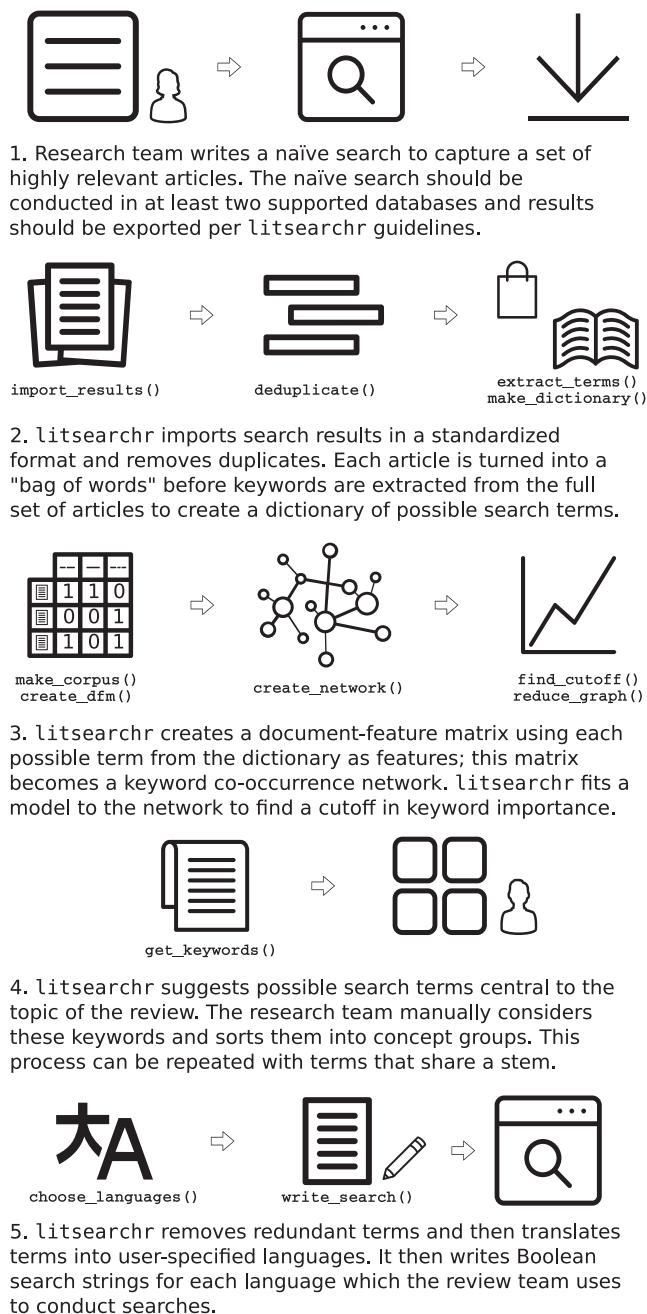 1. Research team writes a naïve search to capture a set of
highly relevant articles. The naïve search should be
conducted in at least two supported databases and results
should be exported per litsearchr guidelines.
import_results()
deduplicate()
extract_terms()
make_dictionary()
2. litsearchr imports search results in a standardized
format and removes duplicates. Each article is turned into a
"bag of words" before keywords are extracted from the full
set of articles to create a dictionary of possible search terms.
1 1 0
0 0 1
1 0 1
make_corpus()
create_dfm()
create_network()
find_cutoff()
reduce_graph()
3. litsearchr creates a document-feature matrix using each
possible term from the dictionary as features; this matrix
becomes a keyword co-occurrence network. litsearchr fits a
model to the network to find a cutoff in keyword importance.
get_keywords()
4. litsearchr suggests possible search terms central to the
topic of the review. The research team manually considers
these keywords and sorts them into concept groups. This
process can be repeated with terms that share a stem.
大A
choose_languages()
write_search()
5. litsearchr removes redundant terms and then translates
terms into user-specified languages. It then writes Boolean
search strings for each language which the review team uses
to conduct searches.